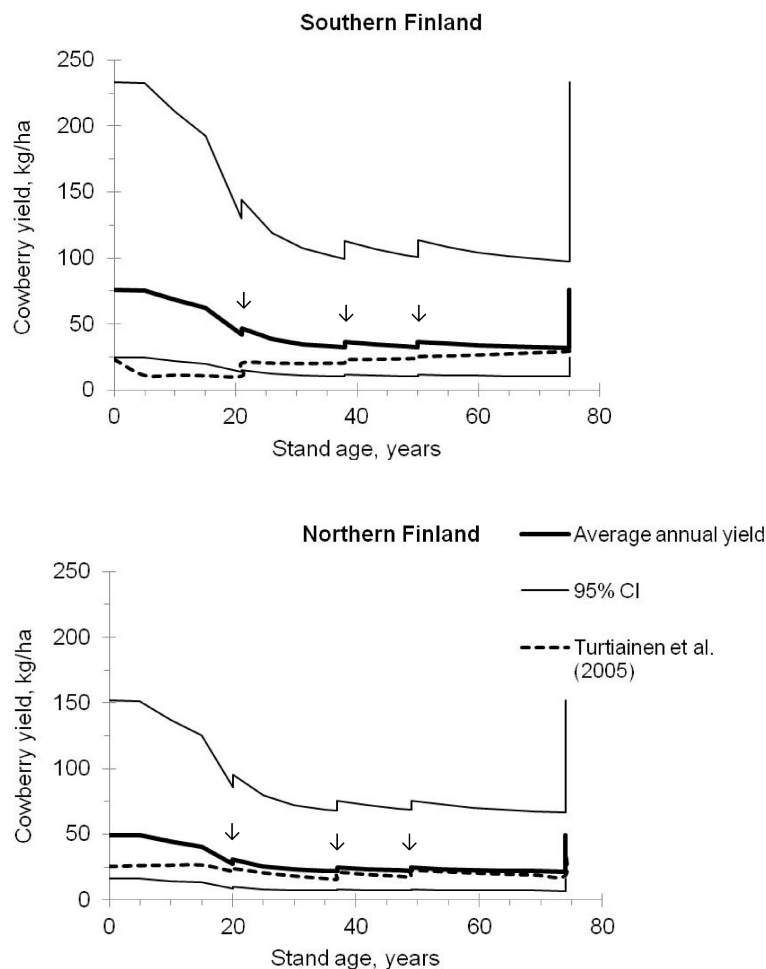 Southern Finland
Cowberry yield, kg/ha
250
200
150
100
50
0
0 20 40 60 80
Stand age, years
Northern Finland
Average annual yield
95% CI
Turtiainen et al.
(2005)
Cowberry yield, kg/ha
250
200
150
100
50
0
0 20 40 60 80
Stand age, years